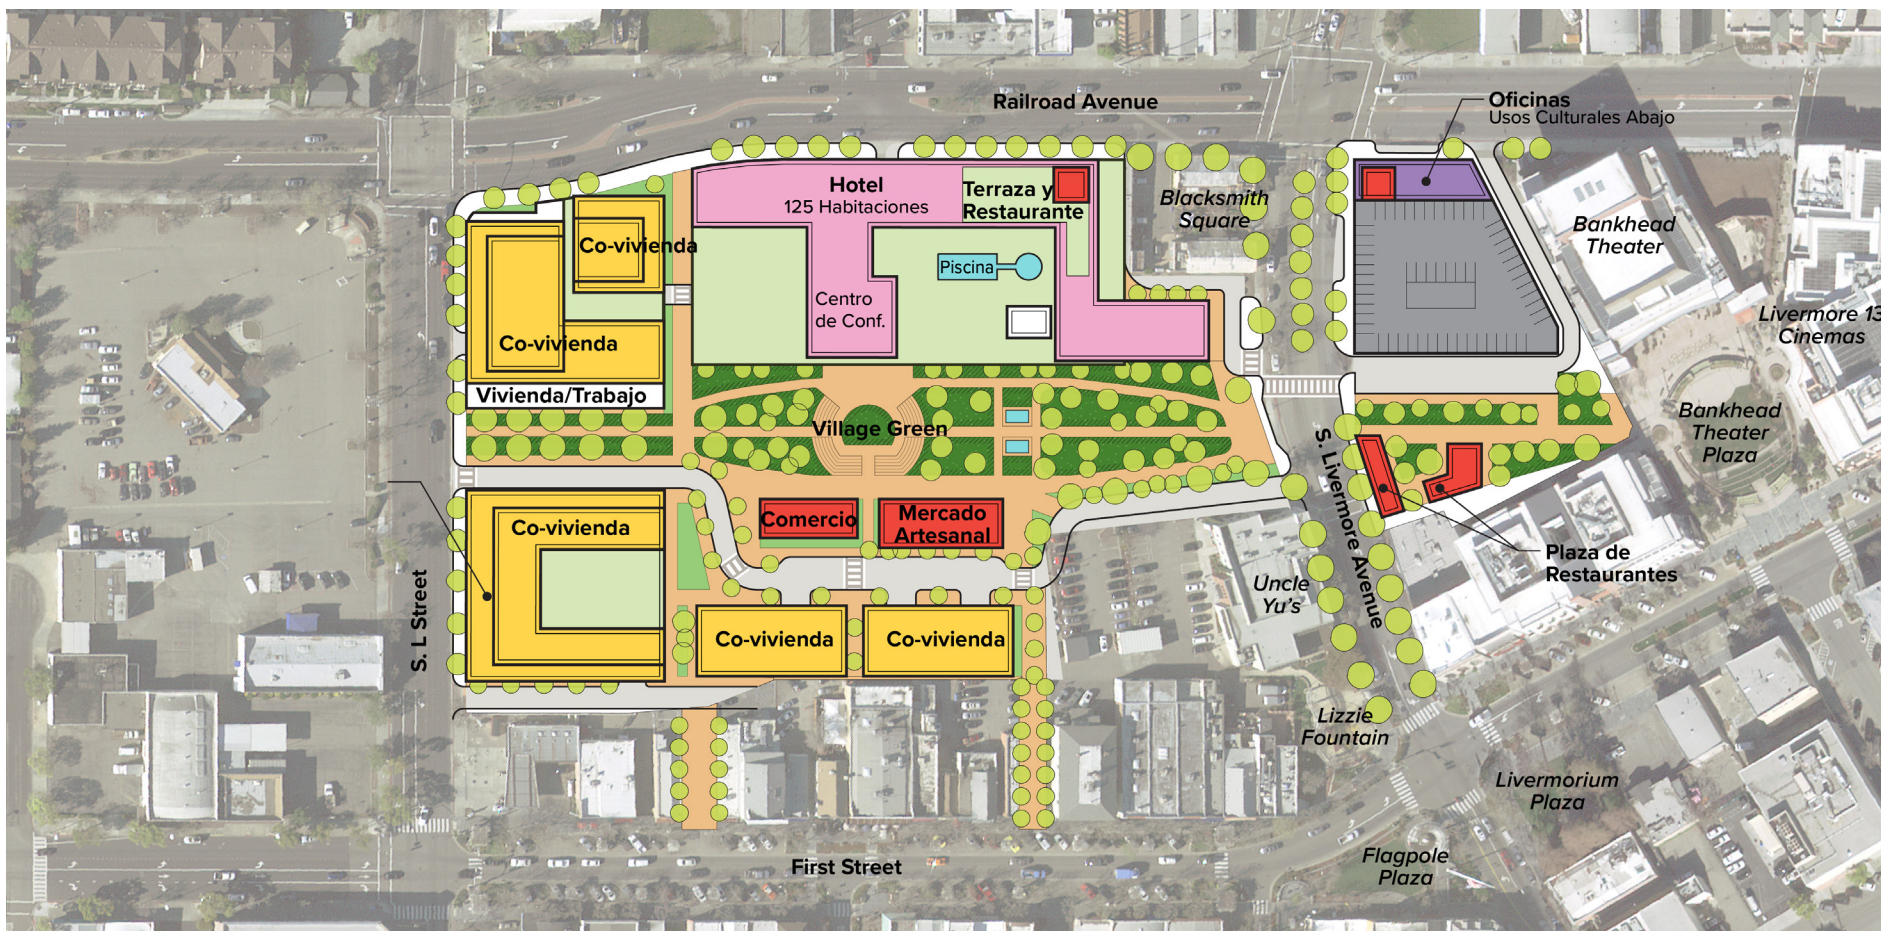 Railroad Avenue
Oficinas
Usos Culturales Abajo
Hotel
125 Habitaciones
Terraza y
Restaurante
Blacksmith
Square
Bankhead
Theater
Co-vivienda
Piscina
Centro
de Conf.
Livermore 13
Cinemas
Co-vivienda
Vivienda/Trabajo
Village Green
Bankhead
Theater
Plaza
Co-vivienda
Comercio
Mercado
Artesanal
S. Livermore Avenue
Plaza de
Restaurantes
Uncle
Yu's
S. L Street
Co-vivienda
Co-vivienda
Lizzie
Fountain
Livermorium
Plaza
First Street
Flagpole
Plaza